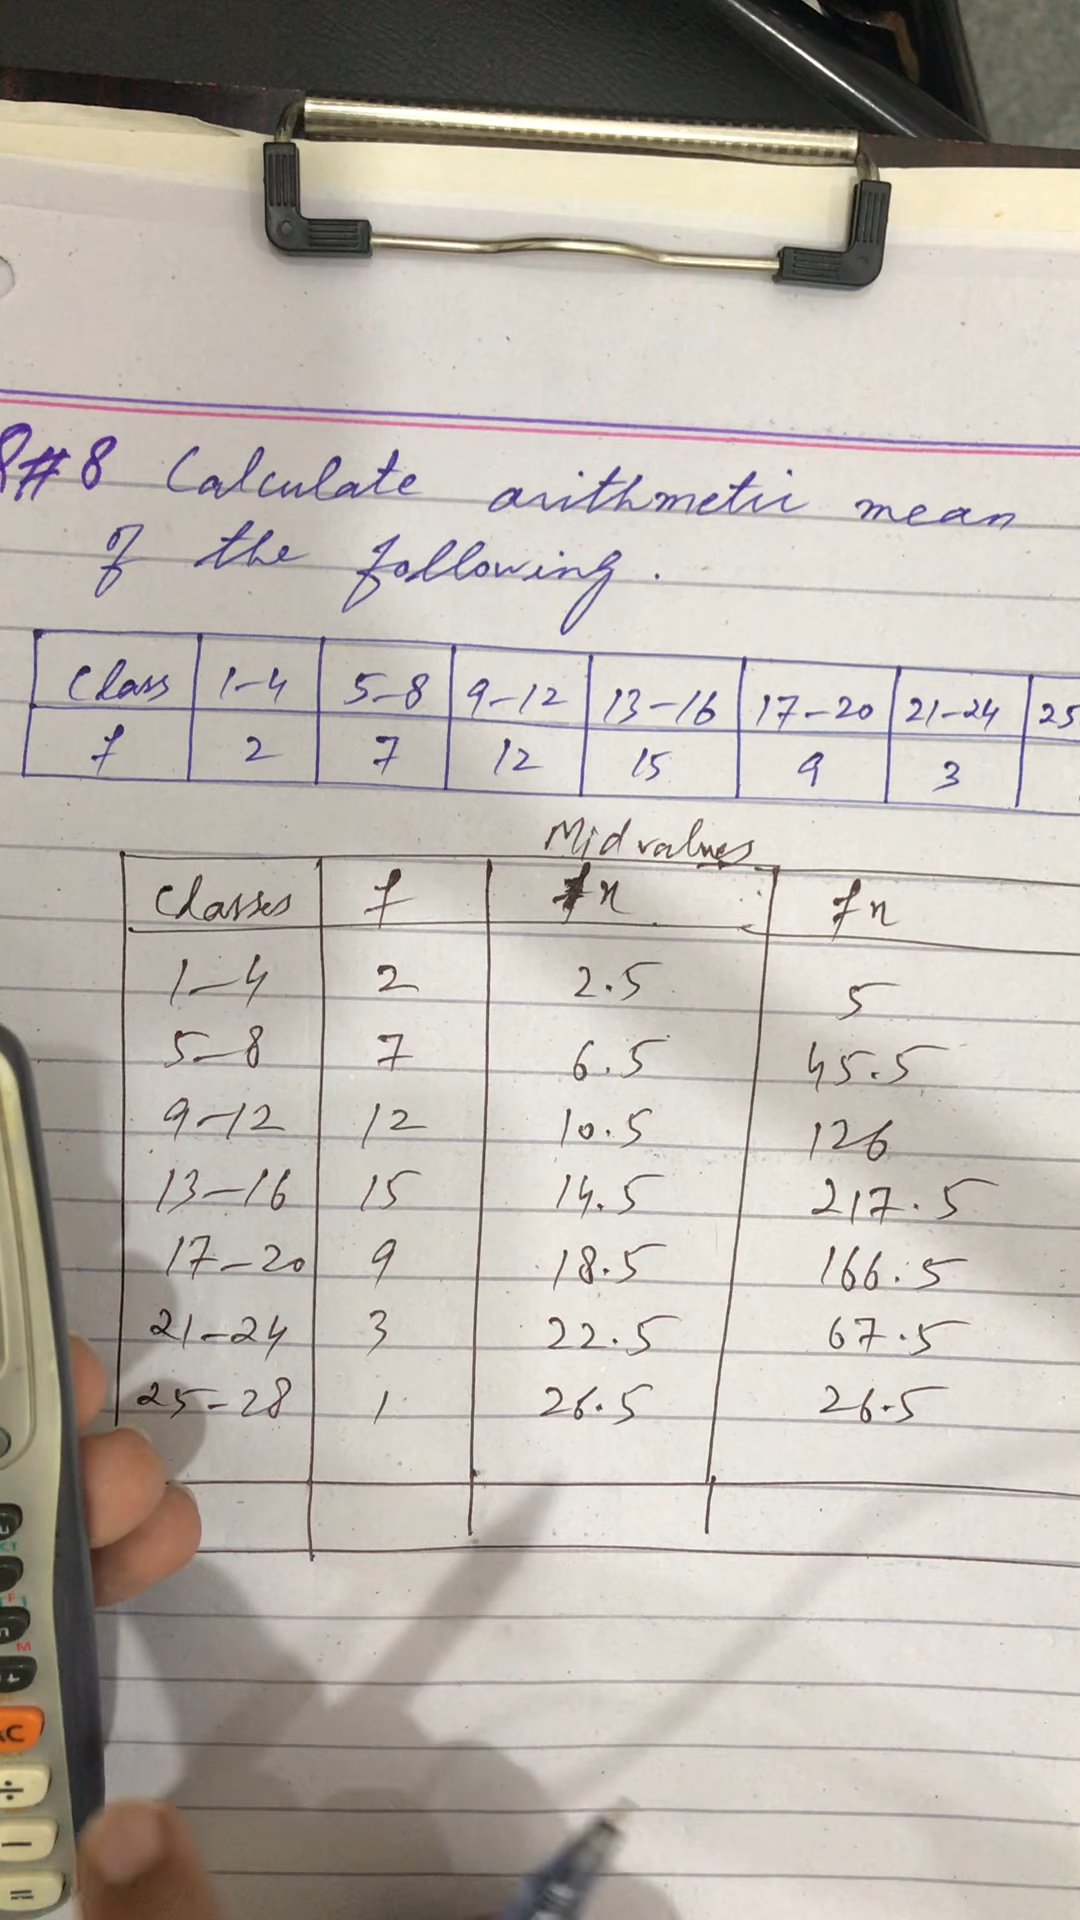 Q#8 Calculate arithmetic mean
of the following.
Class 1-4 5-8 9-12 13-16 17-20 21-24 25
f 2 7 12 15 9 3
Mid values
Classes f x fx
1-4 2 2.5 5
5-8 7 6.5 45.5
9-12 12 10.5 126
13-16 15 14.5 217.5
17-20 9 18.5 166.5
21-24 3 22.5 67.5
25-28 1 26.5 26.5
AC
÷
−
=